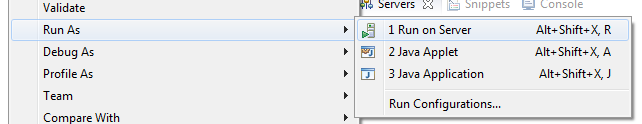 Validate
Servers Snippets Console
Run As
1 Run on Server Alt+Shift+X, R
Debug As
2 Java Applet Alt+Shift+X, A
Profile As
3 Java Application Alt+Shift+X, J
Team
Run Configurations...
Compare With